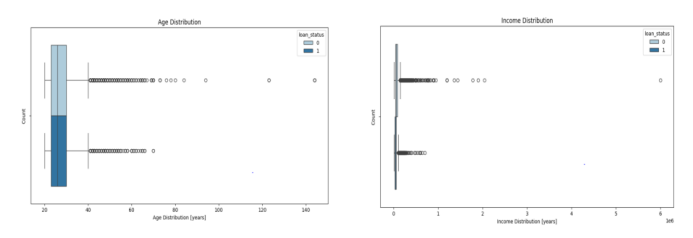 Age Distribution
loan_status
0
1
Count
20 40 60 80 100 120 140
Age Distribution [years]
Income Distribution
loan_status
0
1
Count
0 1 2 3 4 5 6
1e6
Income Distribution [years]